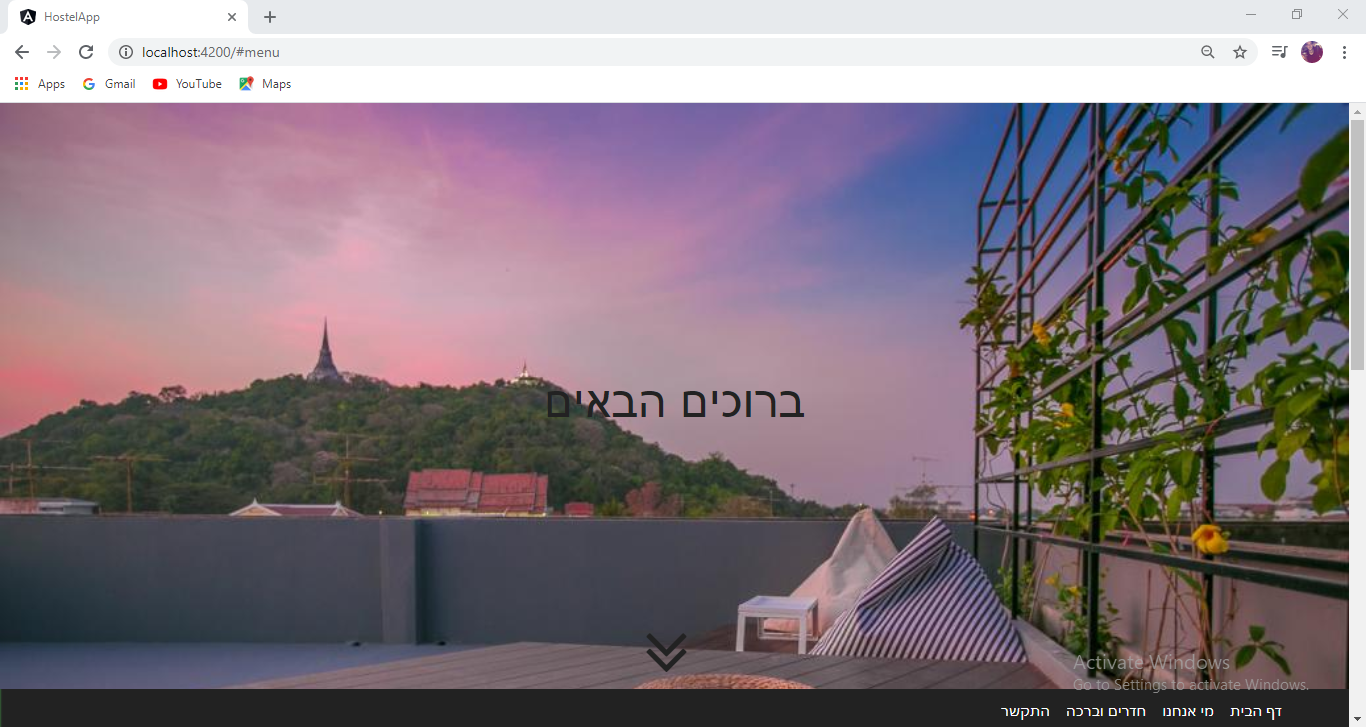 HostelApp
localhost:4200/#menu
Apps Gmail YouTube Maps
ברוכים הבאים
Activate Windows
Go to Settings to activate Windows.
דף הבית מי אנחנו חדרים וברכה התקשר